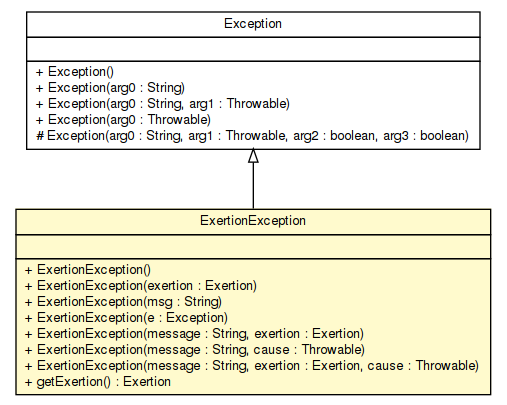 Exception
+ Exception()
+ Exception(arg0 : String)
+ Exception(arg0 : String, arg1 : Throwable)
+ Exception(arg0 : Throwable)
# Exception(arg0 : String, arg1 : Throwable, arg2 : boolean, arg3 : boolean)
ExertionException
+ ExertionException()
+ ExertionException(exertion : Exertion)
+ ExertionException(msg : String)
+ ExertionException(e : Exception)
+ ExertionException(message : String, exertion : Exertion)
+ ExertionException(message : String, cause : Throwable)
+ ExertionException(message : String, exertion : Exertion, cause : Throwable)
+ getExertion() : Exertion